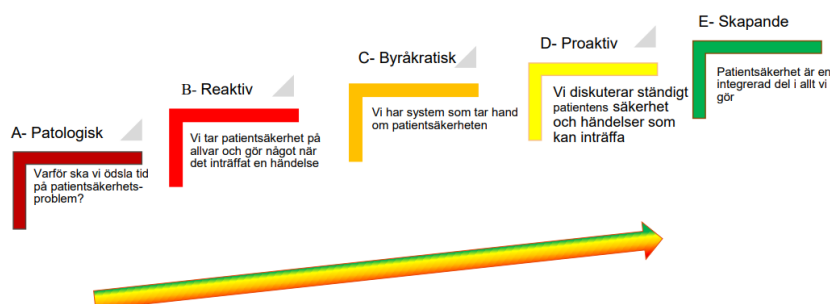 A- Patologisk
Varför ska vi ödsla tid
på patientsäkerhets-
problem?
B- Reaktiv
Vi tar patientsäkerhet på
allvar och gör något när
det inträffat en händelse
C- Byråkratisk
Vi har system som tar hand
om patientsäkerheten
D- Proaktiv
Vi diskuterar ständigt
patientens säkerhet
och händelser som
kan inträffa
E- Skapande
Patientsäkerhet är en
integrerad del i allt vi
gör